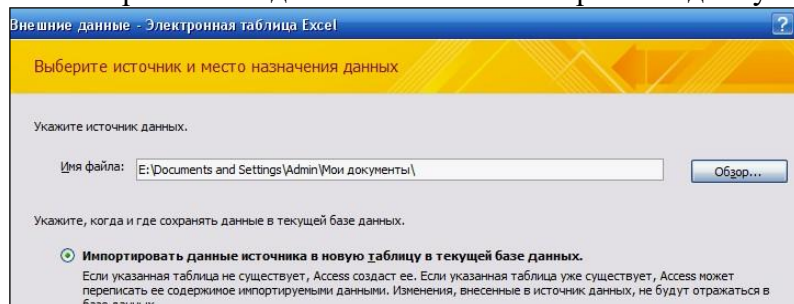 Внешние данные - Электронная таблица Excel
?
Выберите источник и место назначения данных
Укажите источник данных.
Имя файла: E:\Documents and Settings\Admin\Мои документы\ Обзор...
Укажите, когда и где сохранять данные в текущей базе данных.
Импортировать данные источника в новую таблицу в текущей базе данных.
Если указанная таблица не существует, Access создаст ее. Если указанная таблица уже существует, Access может
переписать ее содержимое импортируемыми данными. Изменения, внесенные в источник данных, не будут отражаться в
базе данных.